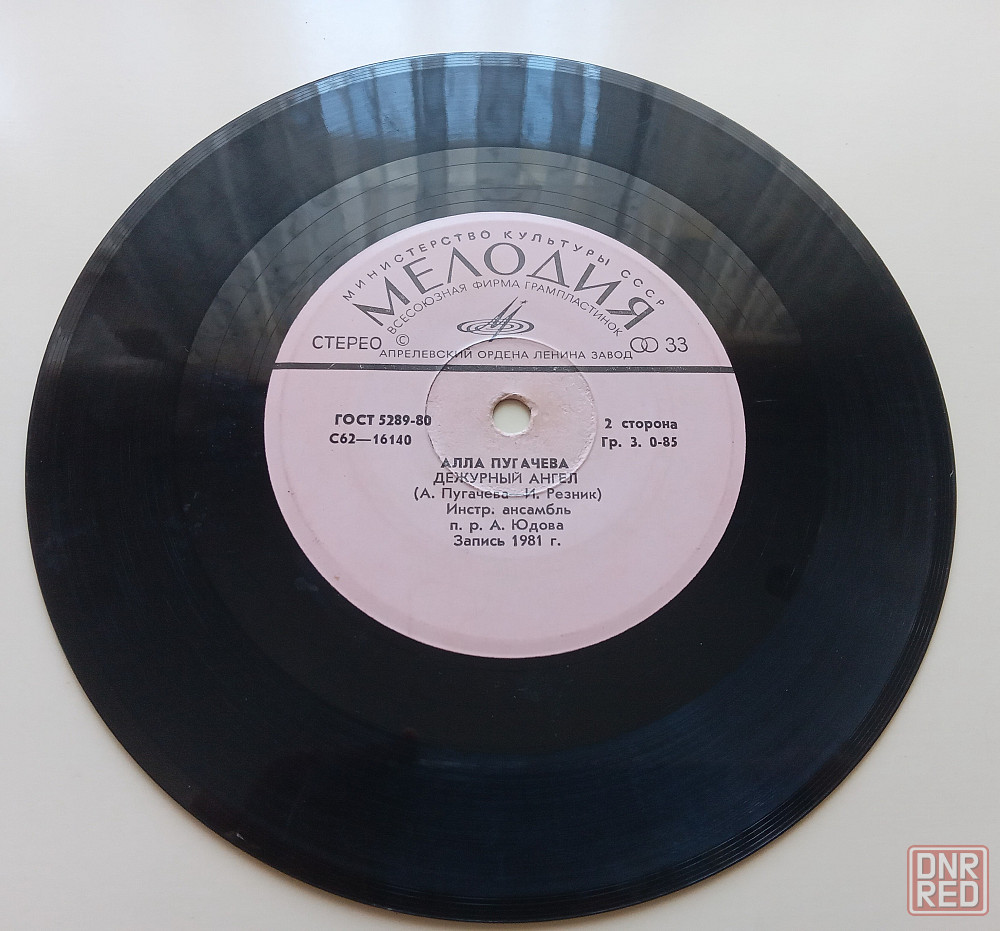 МИНИСТЕРСТВО КУЛЬТУРЫ СССР
МЕЛОДИЯ
ВСЕСОЮЗНАЯ ФИРМА ГРАМПЛАСТИНОК
СТЕРЕО © 33
АПРЕЛЕВСКИЙ ОРДЕНА ЛЕНИНА ЗАВОД
ГОСТ 5289-80 2 сторона
С62—16140 Гр. 3. 0-85
АЛЛА ПУГАЧЕВА
ДЕЖУРНЫЙ АНГЕЛ
(А. Пугачева—И. Резник)
Инстр. ансамбль
п. р. А. Юдова
Запись 1981 г.
DNR
RED